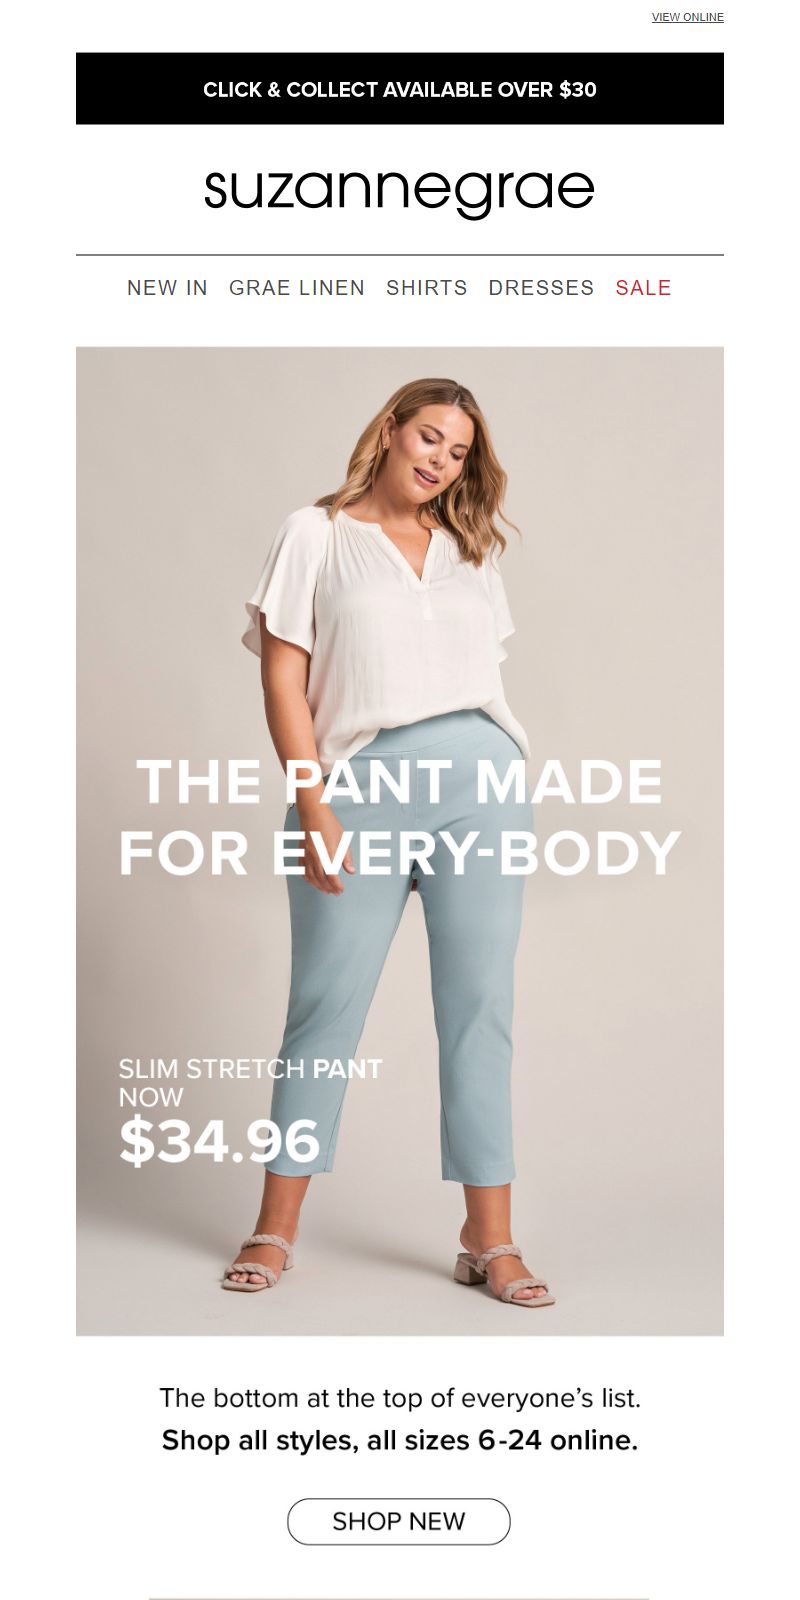 VIEW ONLINE
CLICK & COLLECT AVAILABLE OVER $30
suzannegrae
NEW IN GRAE LINEN SHIRTS DRESSES SALE
THE PANT MADE
FOR EVERY-BODY
SLIM STRETCH PANT
NOW
$34.96
The bottom at the top of everyone's list.
Shop all styles, all sizes 6-24 online.
SHOP NEW